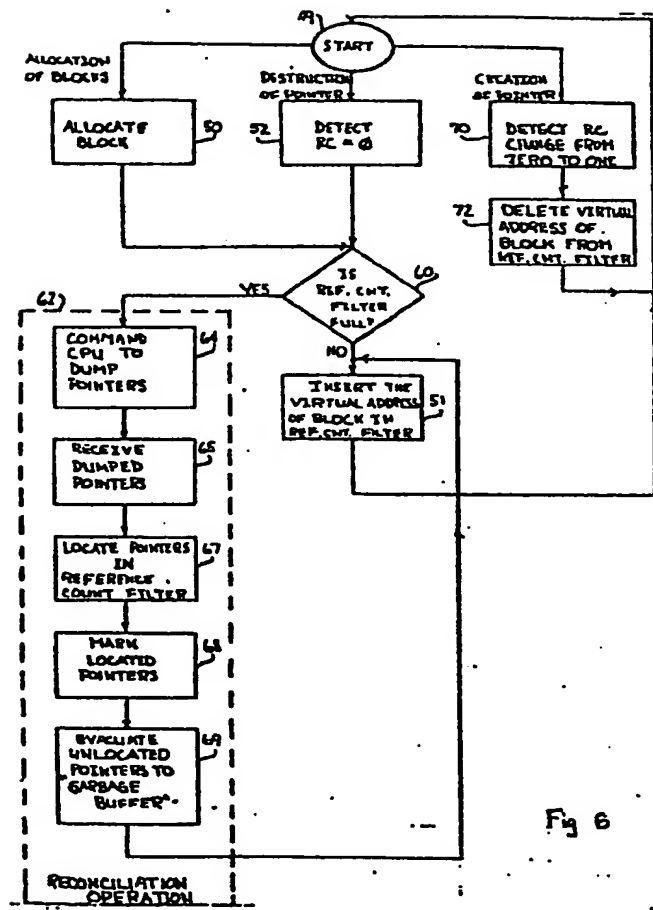 49
START
ALLOCATION
OF BLOCKS
DESTRUCTION
OF POINTER
CREATION
OF POINTER
ALLOCATE
BLOCK
50
52
DETECT
RC = Ø
70
DETECT RC
CHANGE FROM
ZERO TO ONE
72
DELETE VIRTUAL
ADDRESS OF
BLOCK FROM
REF. CNT. FILTER
IS
REF. CNT.
FILTER
FULL?
60
YES
NO
62
COMMAND
CPU TO
DUMP
POINTERS
64
INSERT THE
VIRTUAL ADDRESS
OF BLOCK IN
REF. CNT. FILTER
51
RECEIVE
DUMPED
POINTERS
65
LOCATE POINTERS
IN
REFERENCE
COUNT FILTER
67
MARK
LOCATED
POINTERS
68
EVACUATE
UNLOCATED
POINTERS TO
GARBAGE
BUFFER
69
RECONCILIATION
OPERATION
Fig 6